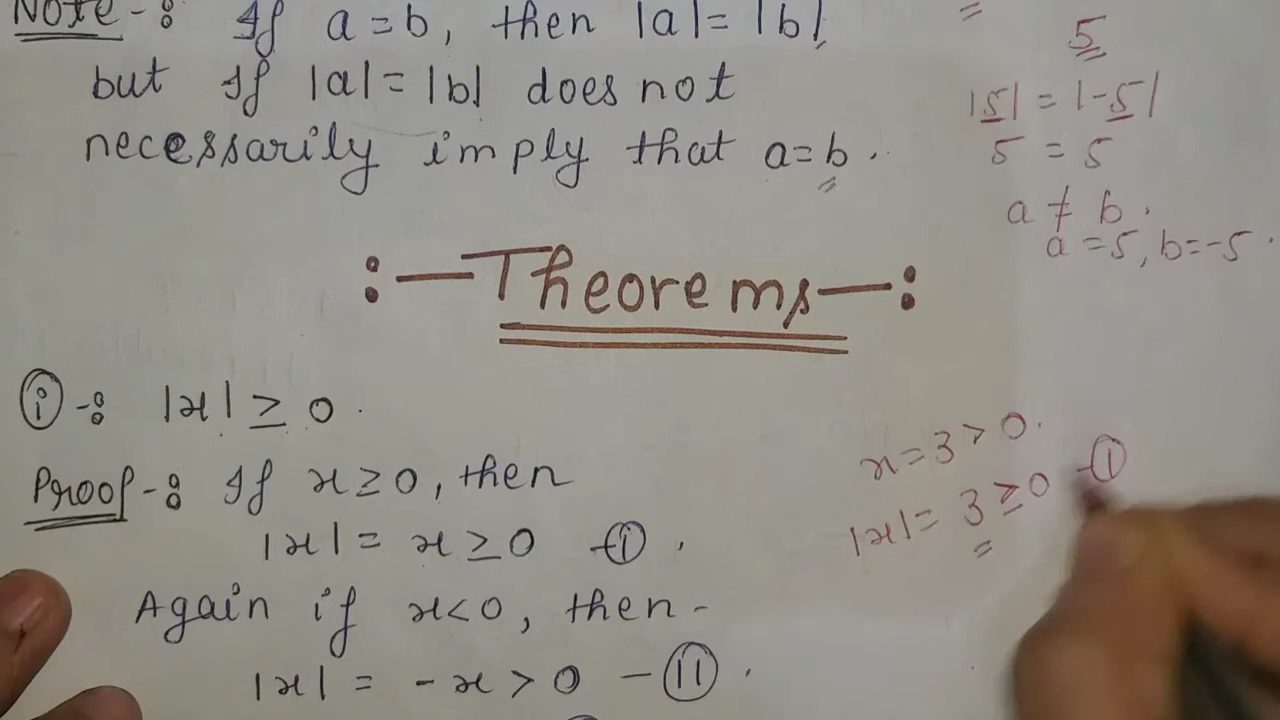 Note-: If a = b, then |a| = |b|,
but If |a| = |b| does not
necessarily imply that a=b.
5
|5| = |-5|
5 = 5
a ≠ b.
a = 5, b = -5.
:— Theorems —:
(i)-: |x| ≥ 0.
Proof-: If x ≥ 0, then
|x| = x ≥ 0 -(I).
Again if x < 0, then-
|x| = -x > 0 -(II).
x = 3 > 0.
|x| = 3 ≥ 0 -(I)